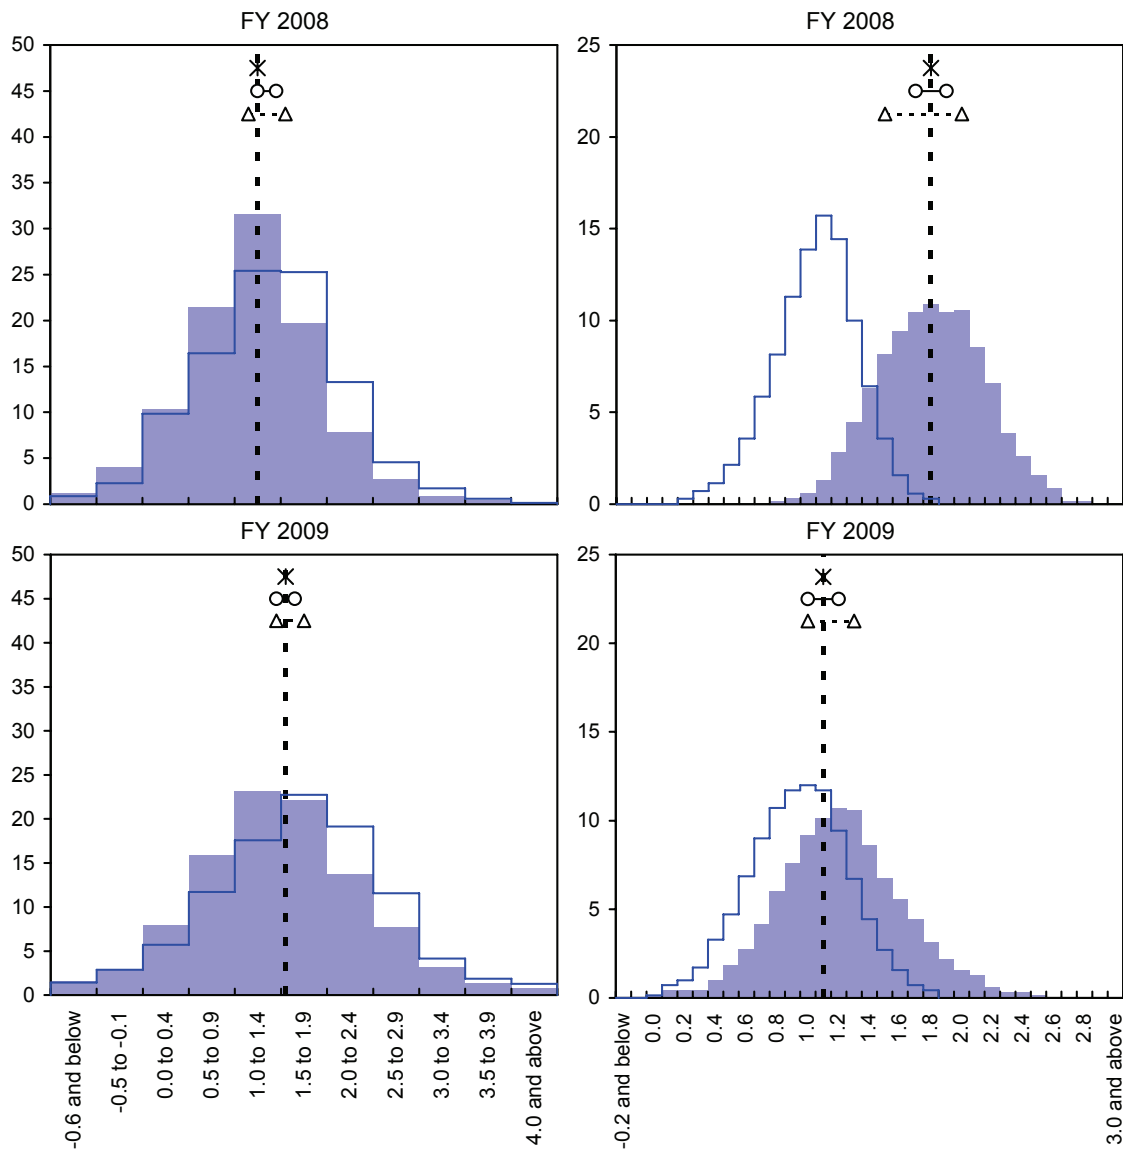 FY 2008
50
45
40
35
30
25
20
15
10
5
0
FY 2008
25
20
15
10
5
0
FY 2009
50
45
40
35
30
25
20
15
10
5
0
-0.6 and below
-0.5 to -0.1
0.0 to 0.4
0.5 to 0.9
1.0 to 1.4
1.5 to 1.9
2.0 to 2.4
2.5 to 2.9
3.0 to 3.4
3.5 to 3.9
4.0 and above
FY 2009
25
20
15
10
5
0
-0.2 and below
0.0
0.2
0.4
0.6
0.8
1.0
1.2
1.4
1.6
1.8
2.0
2.2
2.4
2.6
2.8
3.0 and above